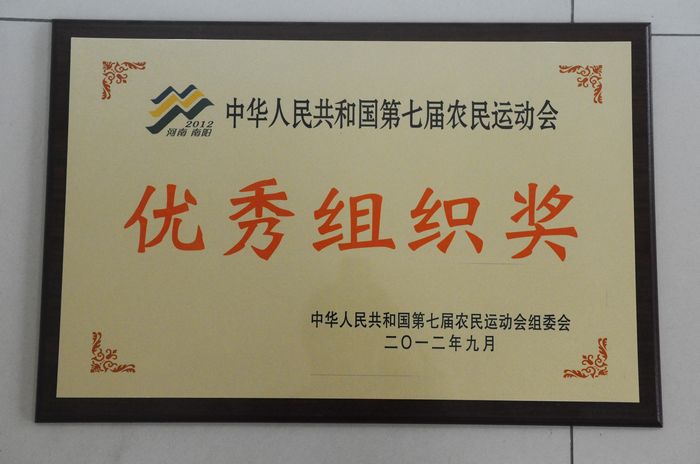 中华人民共和国第七届农民运动会
2012
河南 南阳
优秀组织奖
中华人民共和国第七届农民运动会组委会
二〇一二年九月